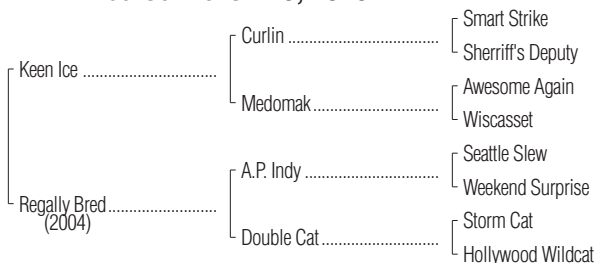 Smart Strike
Curlin
Sherriff's Deputy
Keen Ice
Awesome Again
Medomak
Wiscasset
Seattle Slew
A.P. Indy
Weekend Surprise
Regally Bred
(2004)
Storm Cat
Double Cat
Hollywood Wildcat